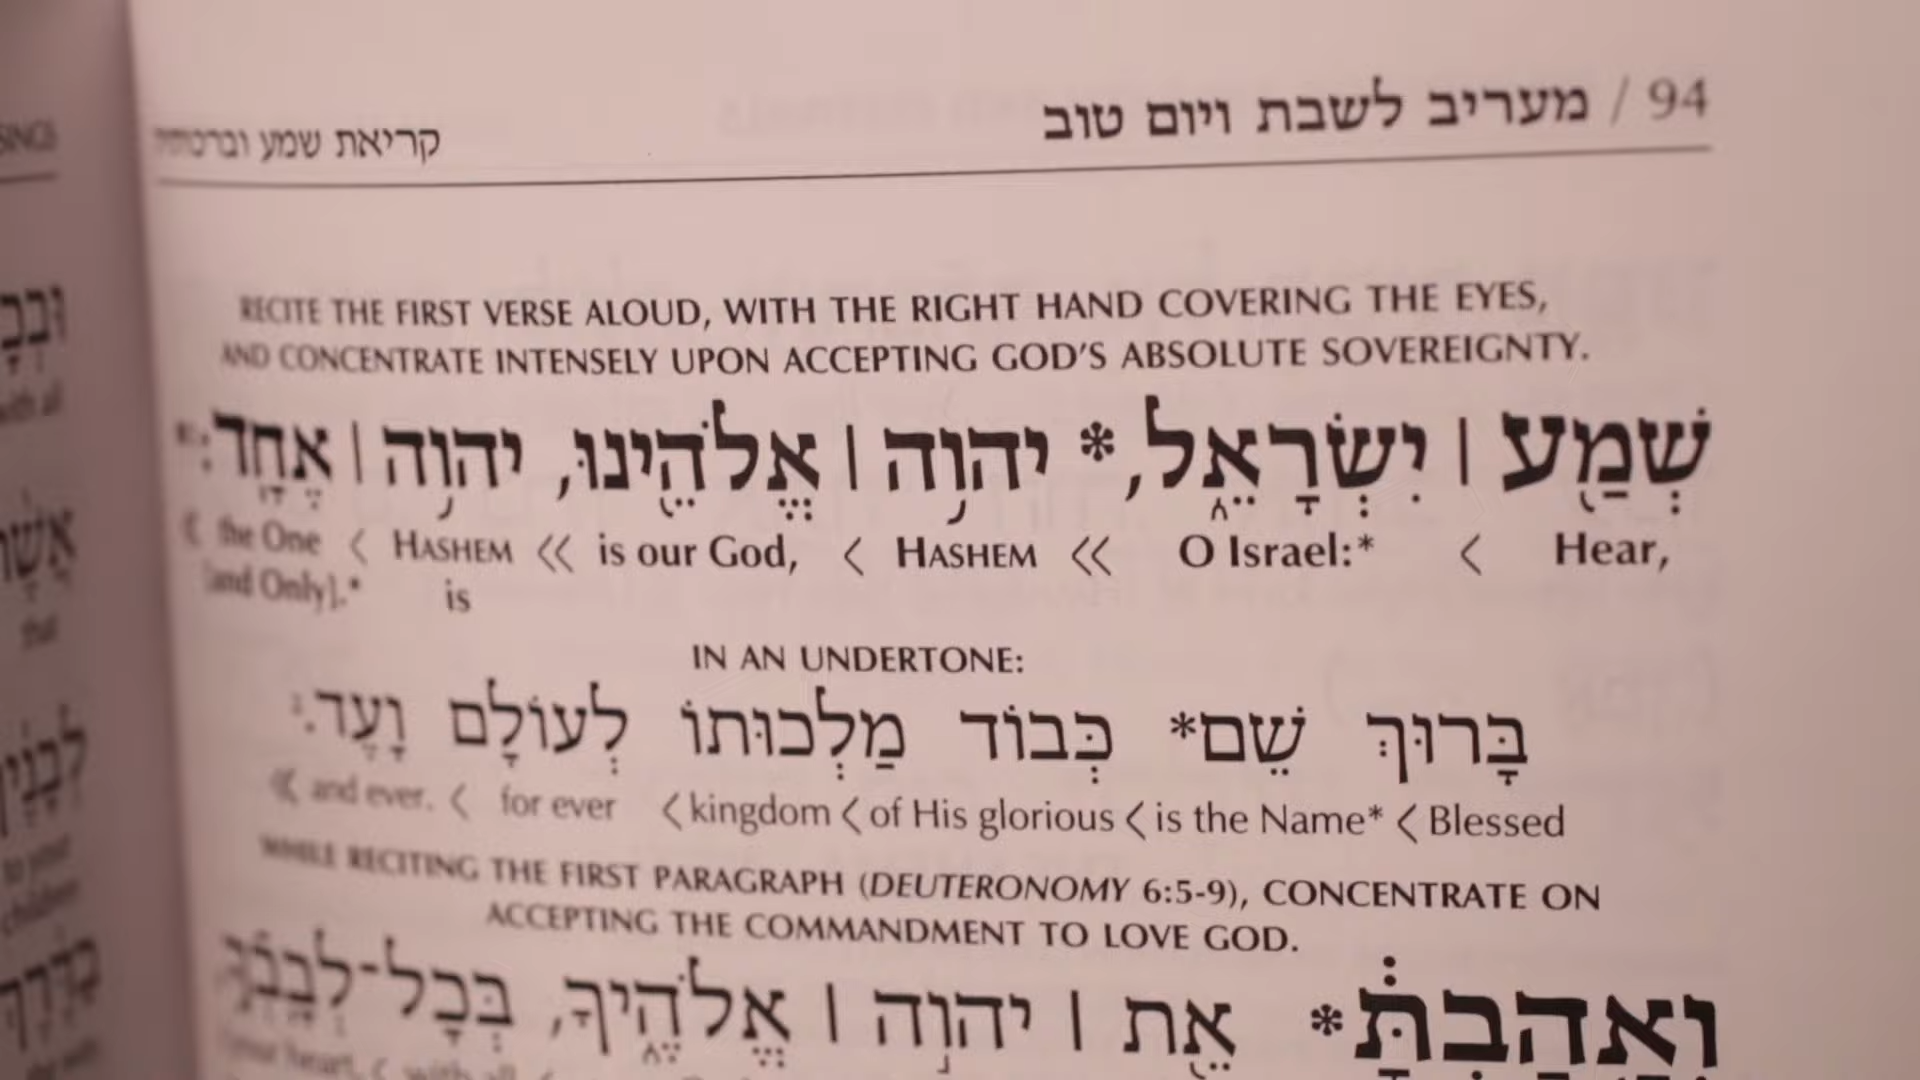 94 / מעריב לשבת ויום טוב קריאת שמע וברכותיה
RECITE THE FIRST VERSE ALOUD, WITH THE RIGHT HAND COVERING THE EYES,
AND CONCENTRATE INTENSELY UPON ACCEPTING GOD'S ABSOLUTE SOVEREIGNTY.
שְׁמַ֖ע | יִשְׂרָאֵ֑ל,* יהוה֥ | אֱלֹהֵ֖ינוּ, יהוה֥ | אֶחָֽד:
Hear, 〈 O Israel:* 《 HASHEM 〈 is our God, 《 HASHEM 〈 the One 《
is [and Only].*
IN AN UNDERTONE:
בָּרוּךְ שֵׁם* כְּבוֹד מַלְכוּתוֹ לְעוֹלָם וָעֶד.
Blessed 〈 is the Name* 〈 of His glorious 〈 kingdom 〈 for ever 〈 and ever. 《
WHILE RECITING THE FIRST PARAGRAPH (DEUTERONOMY 6:5-9), CONCENTRATE ON
ACCEPTING THE COMMANDMENT TO LOVE GOD.
וְאָהַבְתָּ֗* אֵ֖ת | יהוה֣ | אֱלֹהֶ֑יךָ, בְּכָל־לְבָבְךָ
with all 〈 your heart,